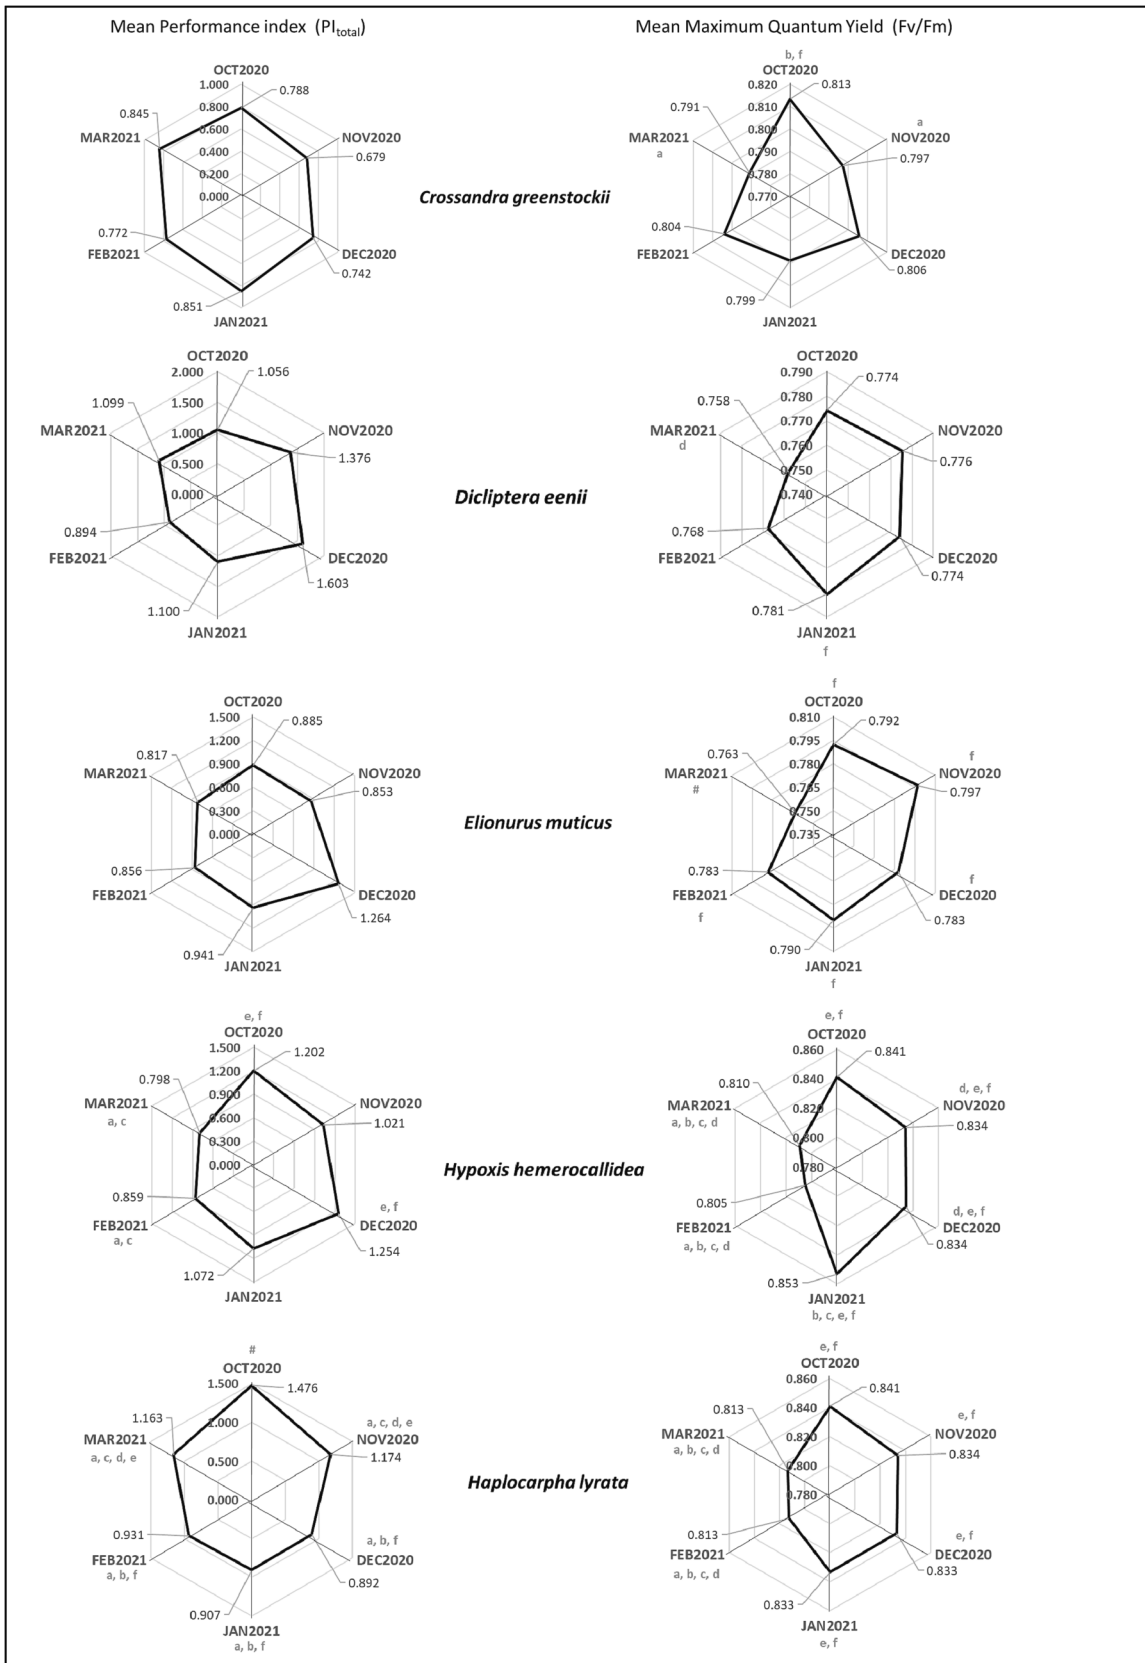 Mean Performance index (PItotal)
Mean Maximum Quantum Yield (Fv/Fm)
OCT2020
1.000
0.788
0.800
0.845
MAR2021
NOV2020
0.600
0.679
0.400
0.200
0.000
0.772
FEB2021
DEC2020
0.742
0.851
JAN2021
Crossandra greenstockii
b, f
OCT2020
0.820
0.813
0.810
0.791
a
MAR2021
NOV2020
0.800
a
0.797
0.790
0.780
0.770
0.804
FEB2021
DEC2020
0.806
0.799
JAN2021
OCT2020
2.000
1.056
1.500
1.099
MAR2021
NOV2020
1.000
1.376
0.500
0.000
0.894
FEB2021
DEC2020
1.603
1.100
JAN2021
Dicliptera eenii
OCT2020
0.790
0.774
0.780
0.758
MAR2021
NOV2020
0.770
d
0.776
0.760
0.750
0.740
0.768
FEB2021
DEC2020
0.774
0.781
JAN2021
f
OCT2020
1.500
0.885
1.200
0.817
MAR2021
NOV2020
0.900
0.853
0.600
0.300
0.000
0.856
FEB2021
DEC2020
1.264
0.941
JAN2021
Elionurus muticus
f
OCT2020
0.810
0.792
0.795
0.763
f
MAR2021
NOV2020
0.780
#
0.797
0.765
0.750
0.735
0.783
f
FEB2021
DEC2020
f
0.783
0.790
JAN2021
f
e, f
OCT2020
1.500
1.202
1.200
0.798
MAR2021
NOV2020
0.900
a, c
1.021
0.600
0.300
0.000
0.859
e, f
FEB2021
DEC2020
a, c
1.254
1.072
JAN2021
Hypoxis hemerocallidea
e, f
OCT2020
0.860
0.841
0.840
0.810
d, e, f
MAR2021
NOV2020
0.820
a, b, c, d
0.834
0.800
0.780
0.805
d, e, f
FEB2021
DEC2020
a, b, c, d
0.834
0.853
JAN2021
b, c, e, f
#
OCT2020
1.500
1.476
1.163
a, c, d, e
1.000
MAR2021
NOV2020
a, c, d, e
1.174
0.500
0.000
0.931
a, b, f
FEB2021
DEC2020
a, b, f
0.892
0.907
JAN2021
a, b, f
Haplocarpha lyrata
e, f
OCT2020
0.860
0.841
0.840
0.813
e, f
MAR2021
NOV2020
0.820
a, b, c, d
0.834
0.800
0.780
0.813
e, f
FEB2021
DEC2020
a, b, c, d
0.833
0.833
JAN2021
e, f